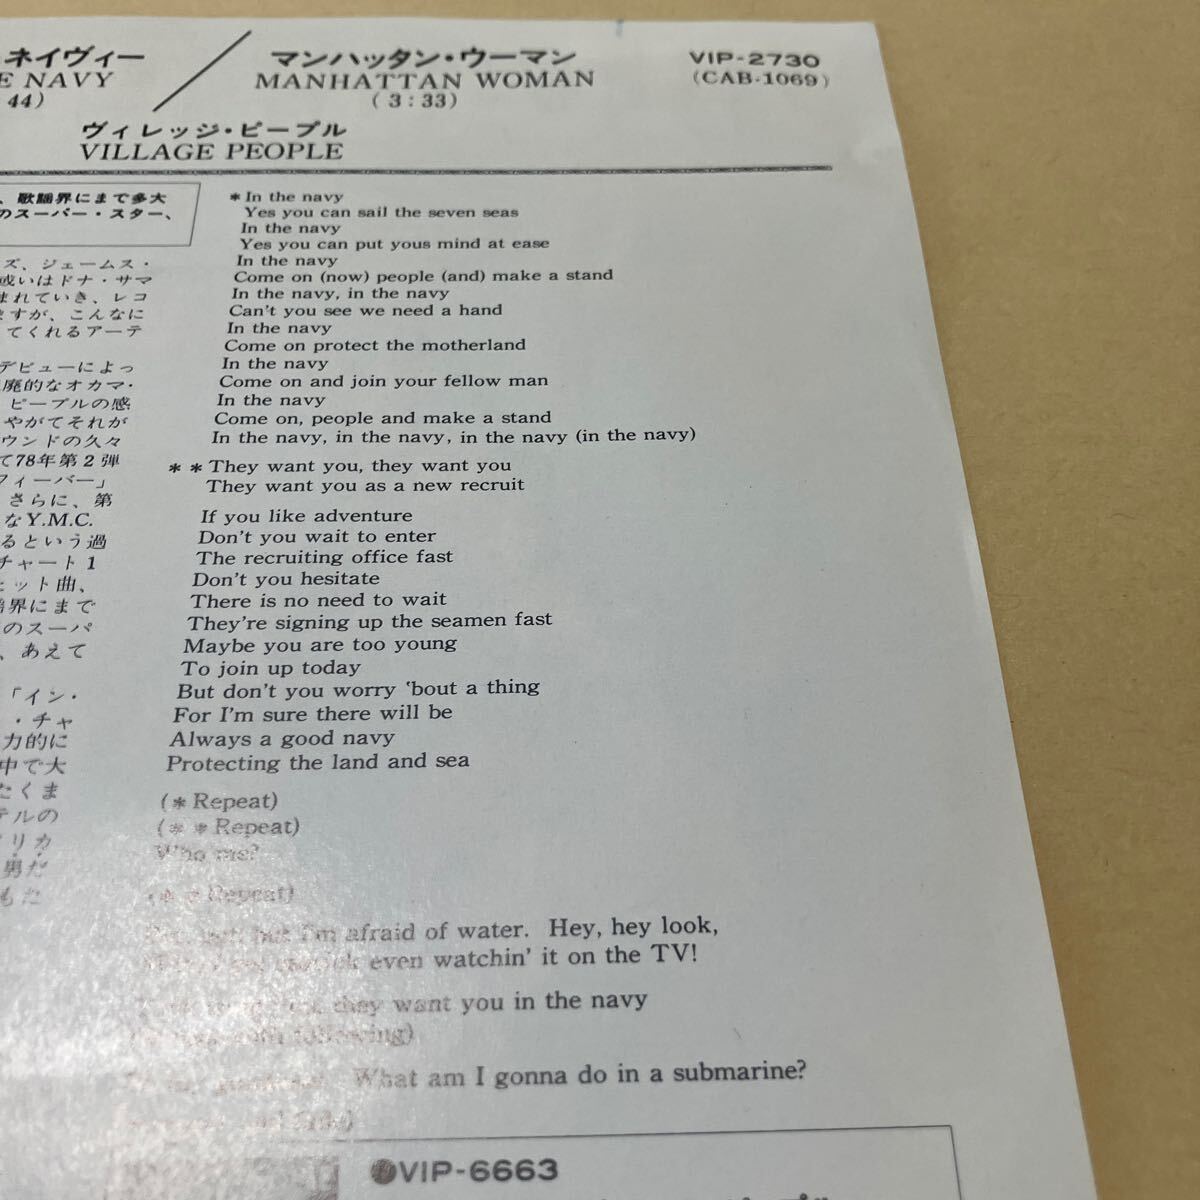 ネイヴィー
E NAVY
44)
マンハッタン・ウーマン
MANHATTAN WOMAN
(3:33)
VIP-2730
(CAB-1069)
ヴィレッジ・ピープル
VILLAGE PEOPLE
、歌謡界にまで多大
のスーパー・スター、
ズ、ジェームス・
或いはドナ・サマ
まれていき、レコ
ますが、こんなに
てくれるアーテ
デビューによっ
廃的なオカマ・
ピープルの感
やがてそれが
ウンドの久々
て78年第2弾
フィーバー」
さらに、第
なY.M.C.
るという過
チャート1
ヒット曲、
謡界にまで
のスーパ
、あえて
「イン・
・チャ
力的に
中で大
たくま
テルの
メリカ
男だ
もた
*In the navy
Yes you can sail the seven seas
In the navy
Yes you can put yous mind at ease
In the navy
Come on (now) people (and) make a stand
In the navy, in the navy
Can't you see we need a hand
In the navy
Come on protect the motherland
In the navy
Come on and join your fellow man
In the navy
Come on, people and make a stand
In the navy, in the navy, in the navy (in the navy)
**They want you, they want you
They want you as a new recruit
If you like adventure
Don't you wait to enter
The recruiting office fast
Don't you hesitate
There is no need to wait
They're signing up the seamen fast
Maybe you are too young
To join up today
But don't you worry 'bout a thing
For I'm sure there will be
Always a good navy
Protecting the land and sea
(*Repeat)
(**Repeat)
Who me?
(**Repeat)
but I'm afraid of water. Hey, hey look,
even watchin' it on the TV!
they want you in the navy
following)
What am I gonna do in a submarine?
VIP-6663